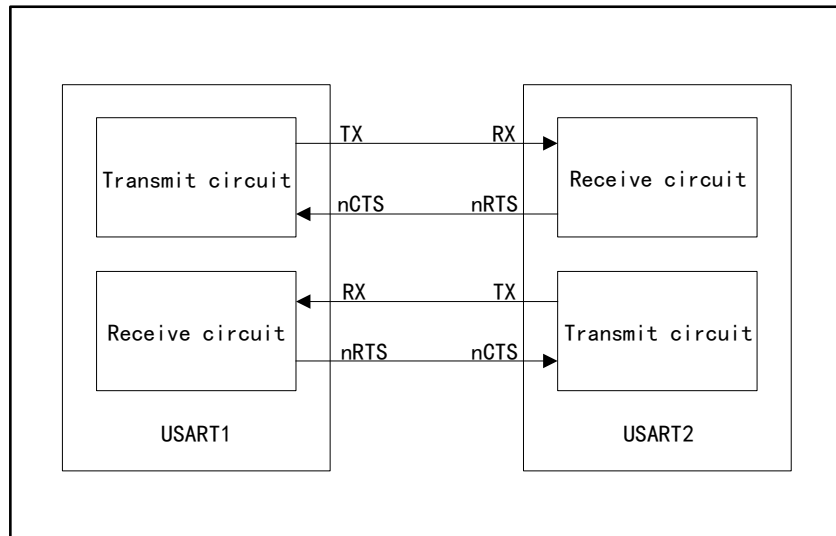 TX RX
Transmit circuit Receive circuit
nCTS nRTS
RX TX
Receive circuit Transmit circuit
nRTS nCTS
USART1 USART2